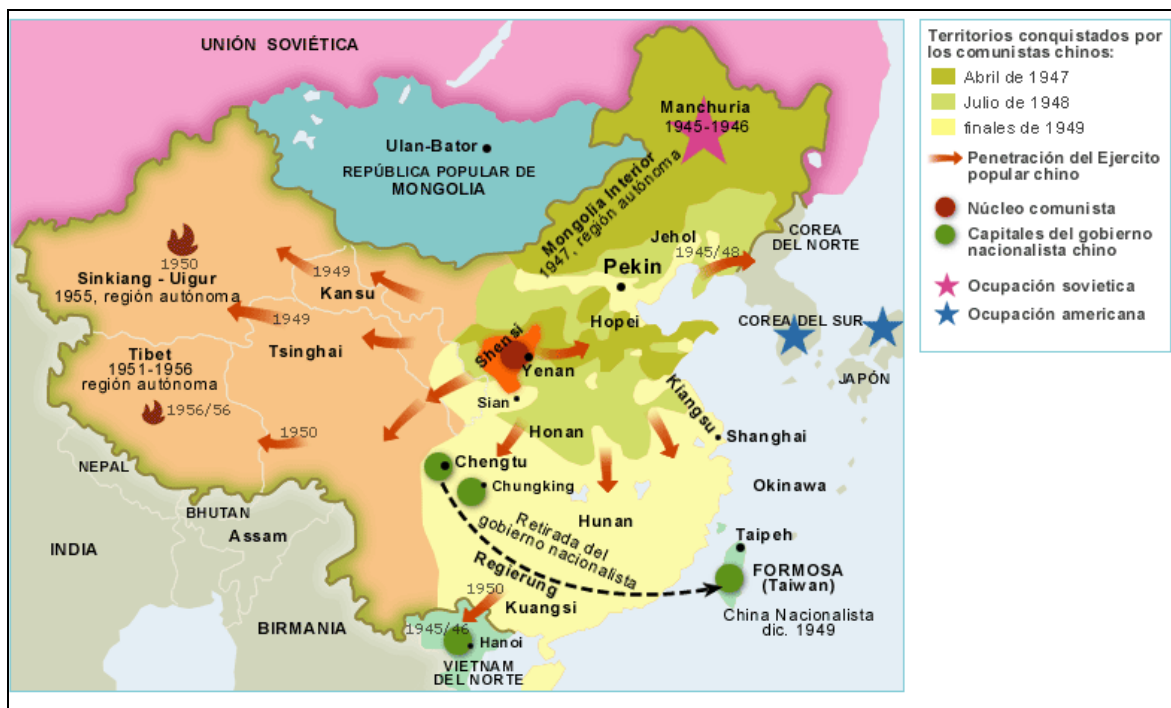 UNIÓN SOVIÉTICA
Ulan-Bator
REPÚBLICA POPULAR DE
MONGOLIA
Manchuria
1945-1946
Mongolia Interior
1947, región autónoma
Jehol
1945/48
COREA
DEL NORTE
Pekin
1950
Sinkiang - Uigur
1955, región autónoma
1949
Kansu
1949
Tsinghai
Tibet
1951-1956
región autónoma
1956/56
1950
Hopei
Shensi
Yenan
Sian
COREA DEL SUR
JAPÓN
Kiangsu
Honan
Shanghai
Chengtu
Chungking
Okinawa
NEPAL
BHUTAN
Assam
INDIA
Hunan
Retirada del
gobierno nacionalista
Taipeh
FORMOSA
(Taiwan)
China Nacionalista
dic. 1949
Regierung
1950
Kuangsi
BIRMANIA
1945/46
Hanoi
VIETNAM
DEL NORTE
Territorios conquistados por
los comunistas chinos:
Abril de 1947
Julio de 1948
finales de 1949
Penetración del Ejercito
popular chino
Núcleo comunista
Capitales del gobierno
nacionalista chino
Ocupación sovietica
Ocupación americana